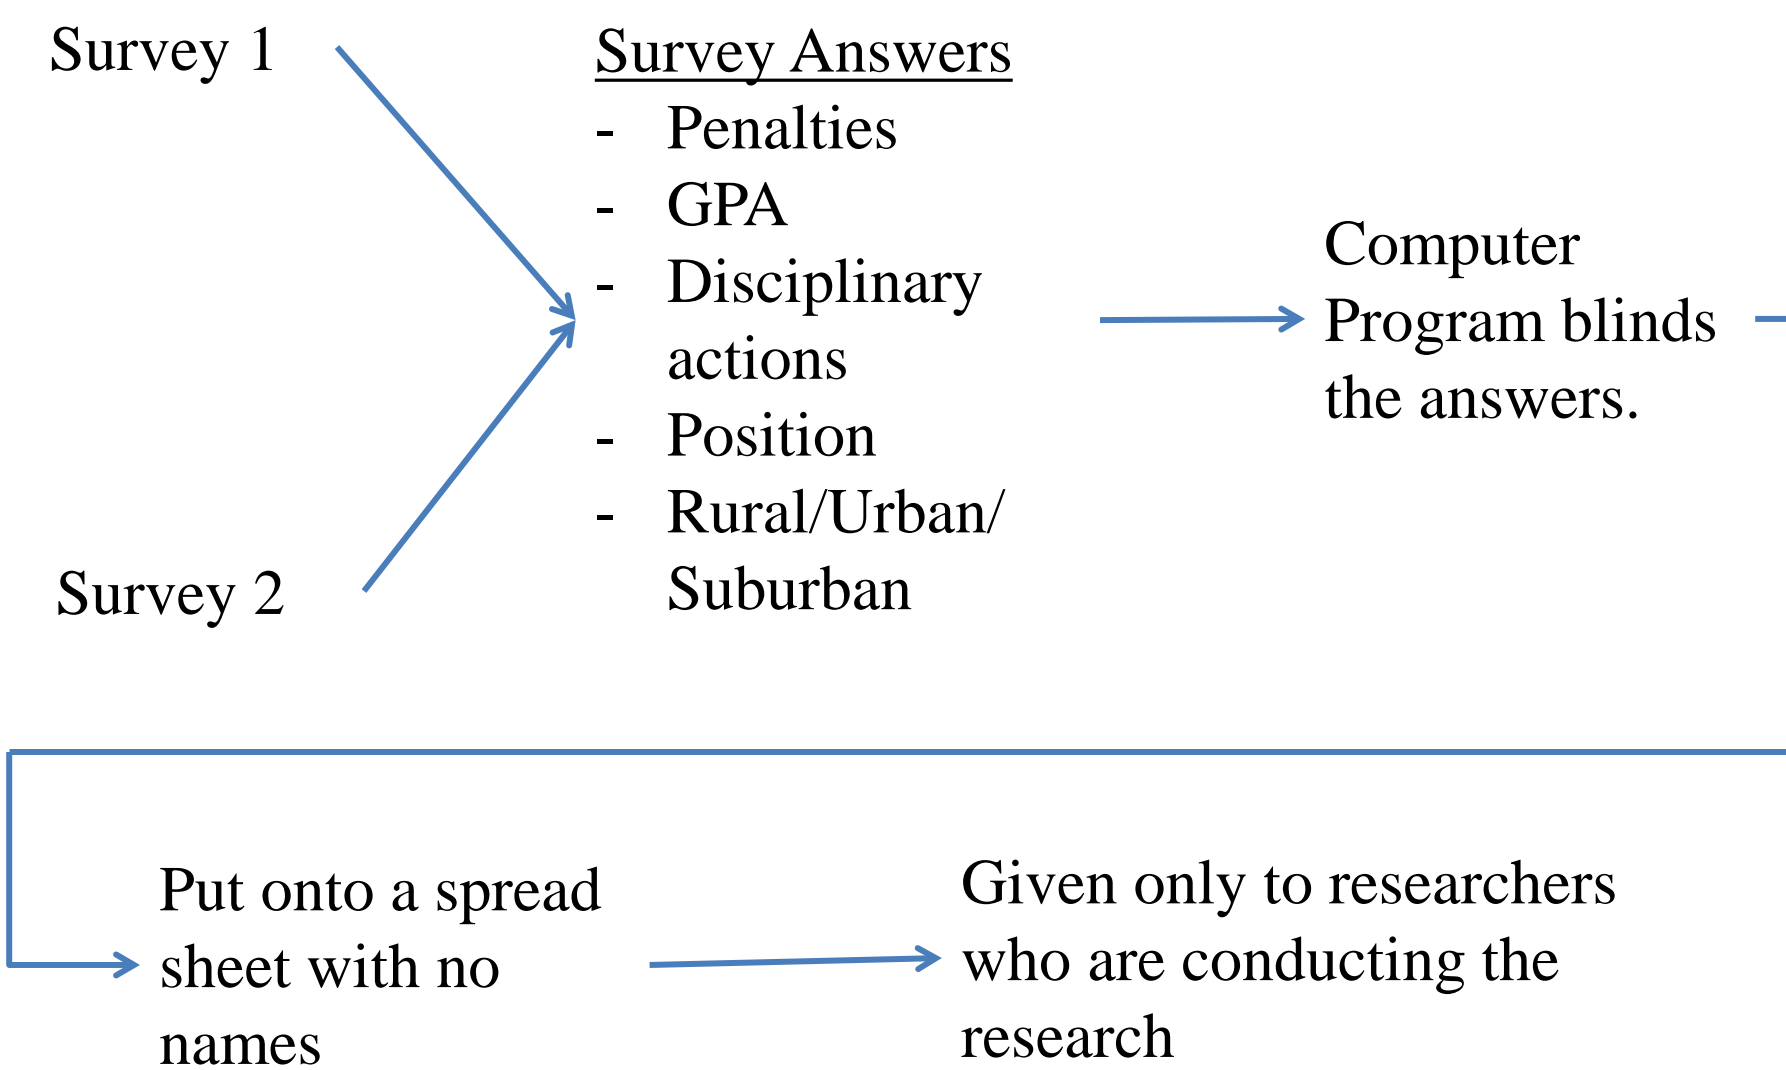 Survey 1
Survey 2
Survey Answers
- Penalties
- GPA
- Disciplinary
actions
- Position
- Rural/Urban/
Suburban
Computer
Program blinds
the answers.
Put onto a spread
sheet with no
names
Given only to researchers
who are conducting the
research